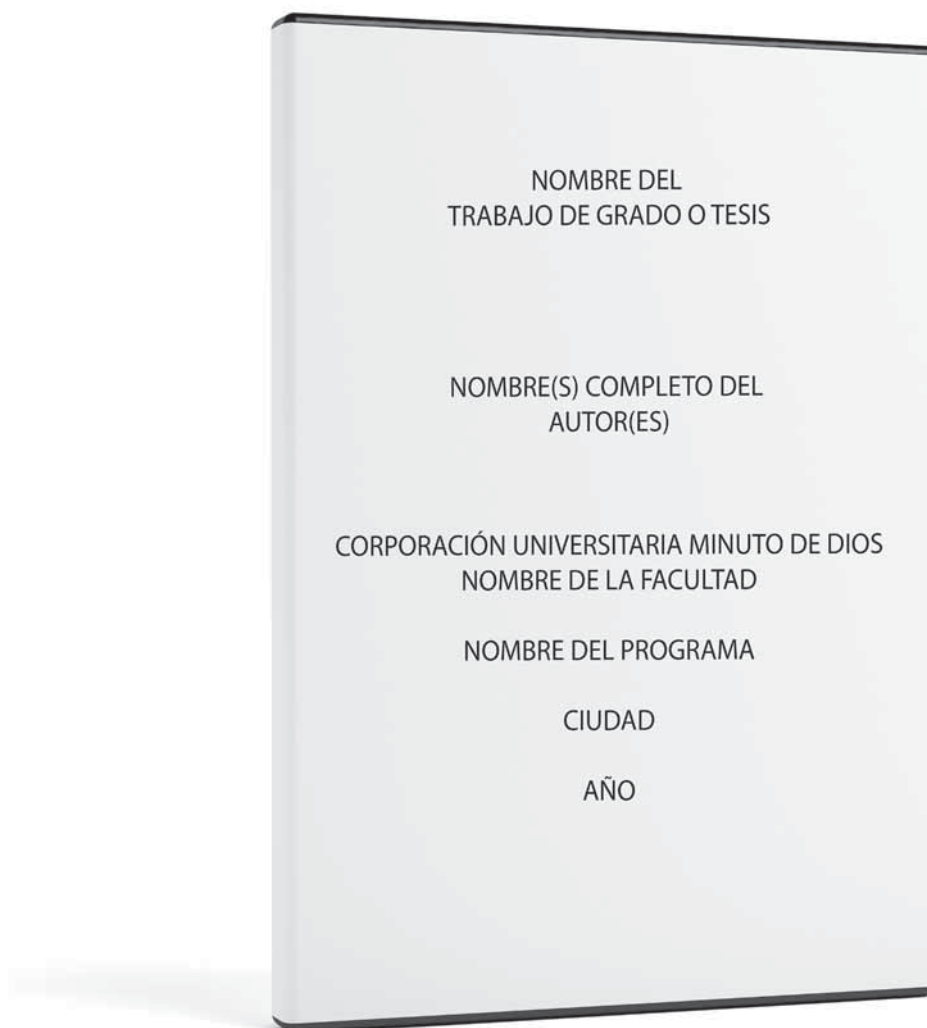 NOMBRE DEL
TRABAJO DE GRADO O TESIS
NOMBRE(S) COMPLETO DEL
AUTOR(ES)
CORPORACIÓN UNIVERSITARIA MINUTO DE DIOS
NOMBRE DE LA FACULTAD
NOMBRE DEL PROGRAMA
CIUDAD
AÑO